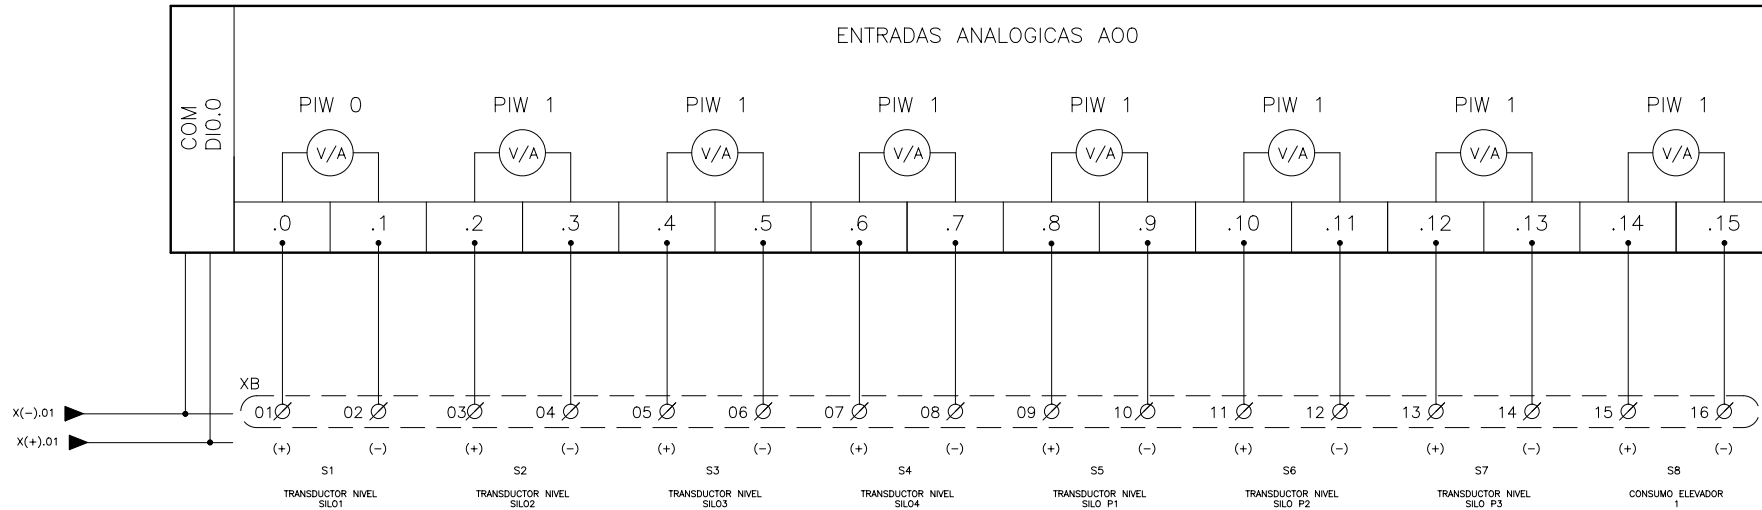 ENTRADAS ANALOGICAS A00
COM
DI0.0
PIW 0 PIW 1 PIW 1 PIW 1 PIW 1 PIW 1 PIW 1 PIW 1
V/A V/A V/A V/A V/A V/A V/A V/A
.0 .1 .2 .3 .4 .5 .6 .7 .8 .9 .10 .11 .12 .13 .14 .15
XB
X(-).01 01 02 03 04 05 06 07 08 09 10 11 12 13 14 15 16
X(+).01 (+) (-) (+) (-) (+) (-) (+) (-) (+) (-) (+) (-) (+) (-) (+) (-)
S1 S2 S3 S4 S5 S6 S7 S8
TRANSDUCTOR NIVEL TRANSDUCTOR NIVEL TRANSDUCTOR NIVEL TRANSDUCTOR NIVEL TRANSDUCTOR NIVEL TRANSDUCTOR NIVEL TRANSDUCTOR NIVEL CONSUMO ELEVADOR
SILO1 SILO2 SILO3 SILO4 SILO P1 SILO P2 SILO P3 1